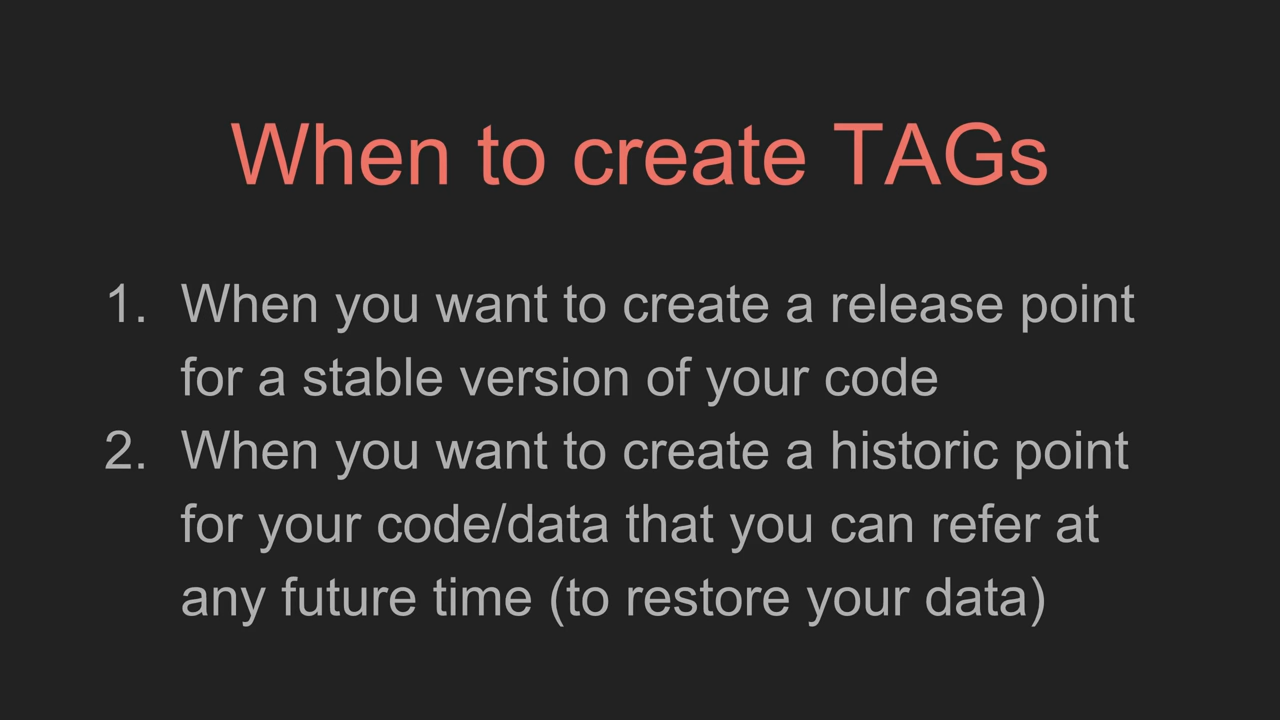 When to create TAGs
1. When you want to create a release point
for a stable version of your code
2. When you want to create a historic point
for your code/data that you can refer at
any future time (to restore your data)